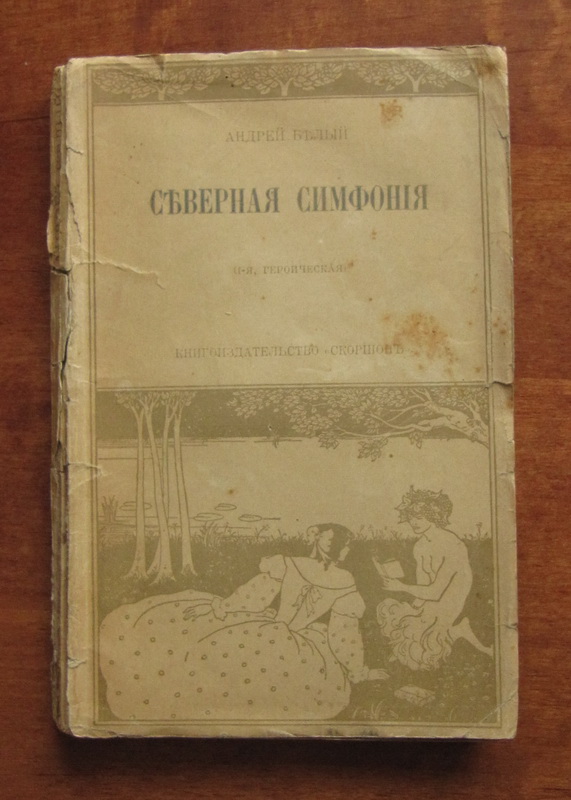 АНДРЕЙ БѢЛЫЙ
СѢВЕРНАЯ СИМФОНІЯ
(1-Я, ГЕРОИЧЕСКАЯ)
КНИГОИЗДАТЕЛЬСТВО «СКОРПІОНЪ»